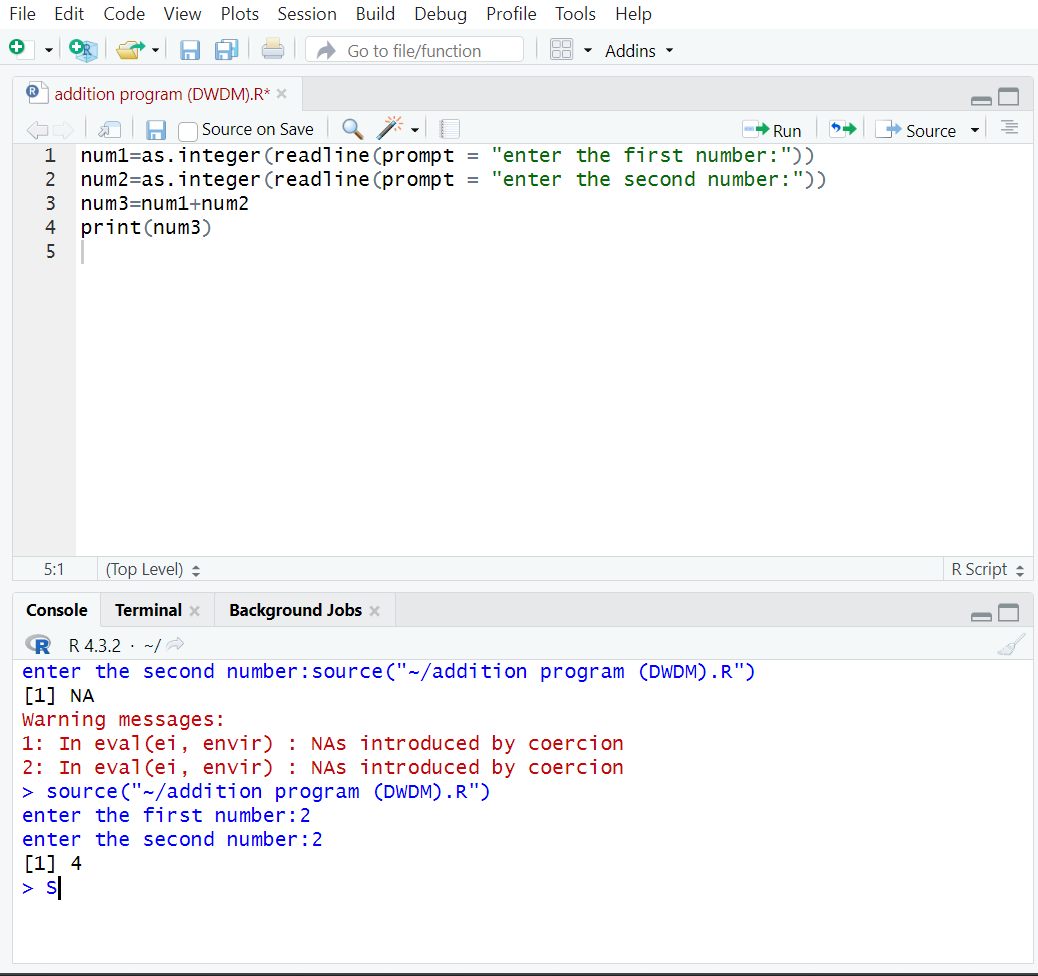 File Edit Code View Plots Session Build Debug Profile Tools Help
Go to file/function Addins
addition program (DWDM).R*
Source on Save Run Source
1 num1=as.integer(readline(prompt = "enter the first number:"))
2 num2=as.integer(readline(prompt = "enter the second number:"))
3 num3=num1+num2
4 print(num3)
5
5:1 (Top Level) R Script
Console Terminal Background Jobs
R R 4.3.2 · ~/
enter the second number:source("~/addition program (DWDM).R")
[1] NA
Warning messages:
1: In eval(ei, envir) : NAs introduced by coercion
2: In eval(ei, envir) : NAs introduced by coercion
> source("~/addition program (DWDM).R")
enter the first number:2
enter the second number:2
[1] 4
> S